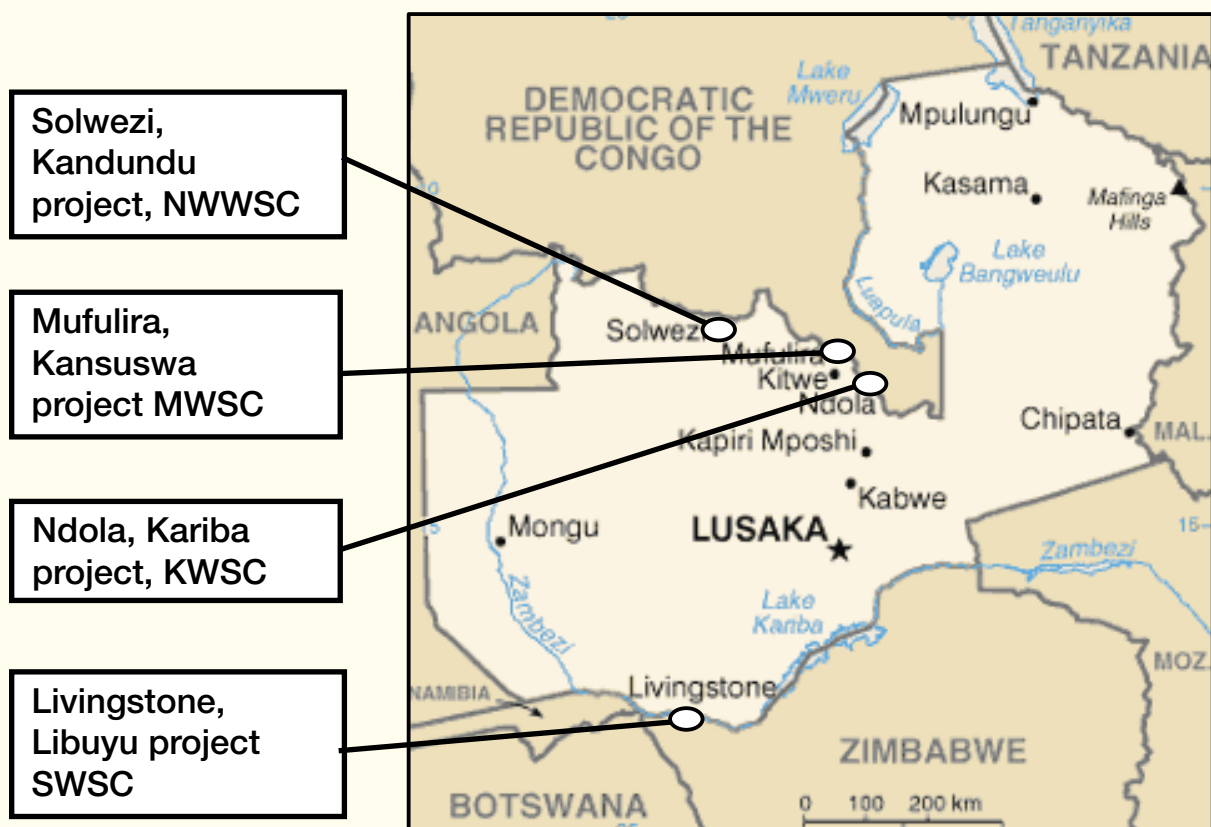 Solwezi,
Kandundu
project, NWWSC
Mufulira,
Kansuswa
project MWSC
Ndola, Kariba
project, KWSC
Livingstone,
Libuyu project
SWSC
Tanganyika
TANZANIA
Lake
Mweru
DEMOCRATIC
REPUBLIC OF THE
CONGO
Mpulungu
Kasama
Mafinga
Hills
10
Lake
Bangweulu
Luapula
ANGOLA
Solwezi
Mufulira
Kitwe
Ndola
Chipata
MAL.
Kapiri Mposhi
Kabwe
Mongu
LUSAKA
15
Zambezi
Zambezi
Lake
Kariba
MOZ.
NAMIBIA
Livingstone
ZIMBABWE
BOTSWANA
0 100 200 km